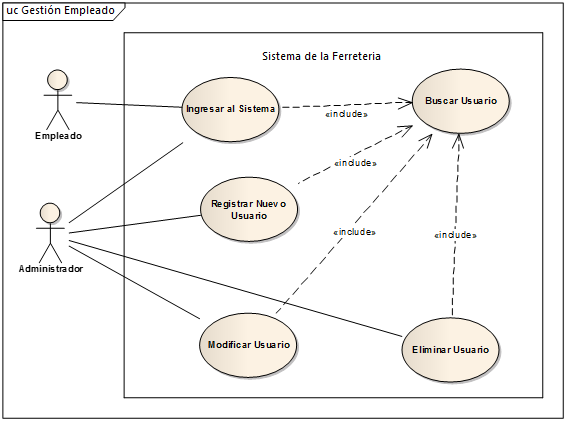 uc Gestión Empleado
Sistema de la Ferreteria
Empleado
Ingresar al Sistema
«include»
Buscar Usuario
«include»
Registrar Nuevo
Usuario
«include»
«include»
Administrador
Modificar Usuario
Eliminar Usuario